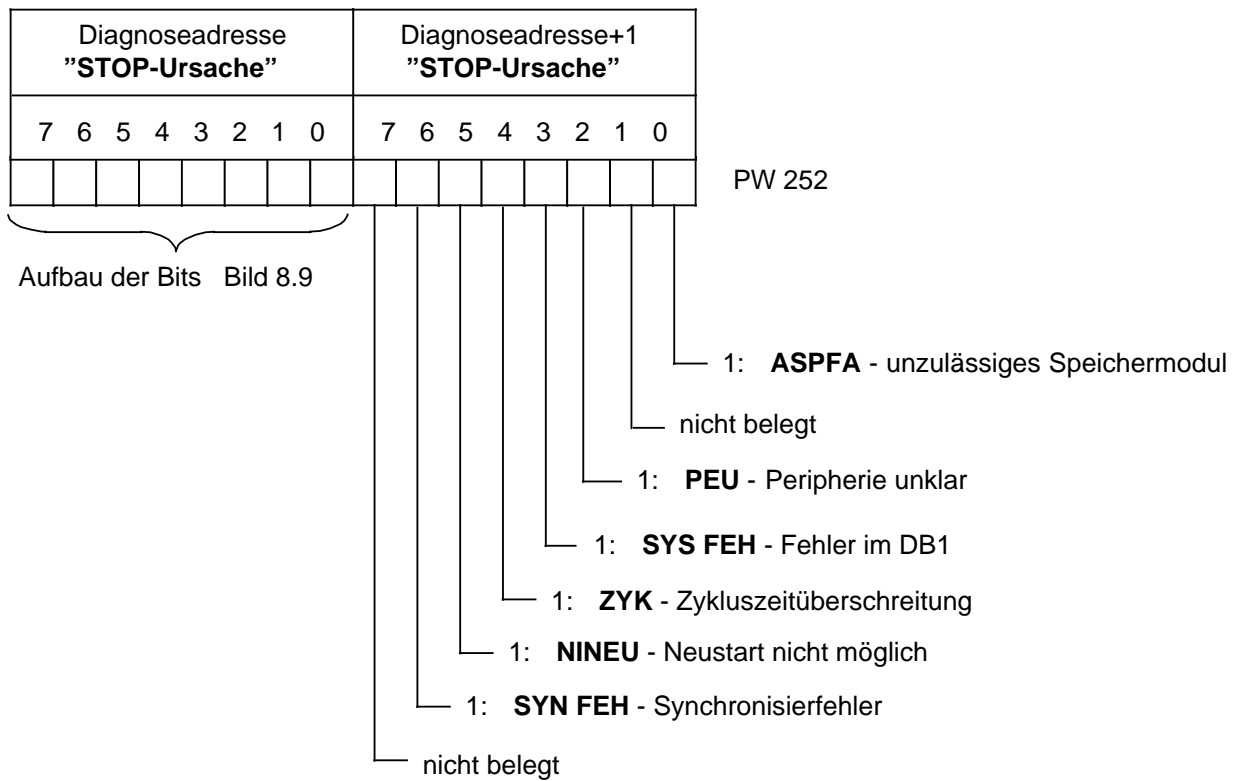 Diagnoseadresse
”STOP-Ursache”
Diagnoseadresse+1
”STOP-Ursache”
7 6 5 4 3 2 1 0
7 6 5 4 3 2 1 0
PW 252
Aufbau der Bits Bild 8.9
1: ASPFA - unzulässiges Speichermodul
nicht belegt
1: PEU - Peripherie unklar
1: SYS FEH - Fehler im DB1
1: ZYK - Zykluszeitüberschreitung
1: NINEU - Neustart nicht möglich
1: SYN FEH - Synchronisierfehler
nicht belegt